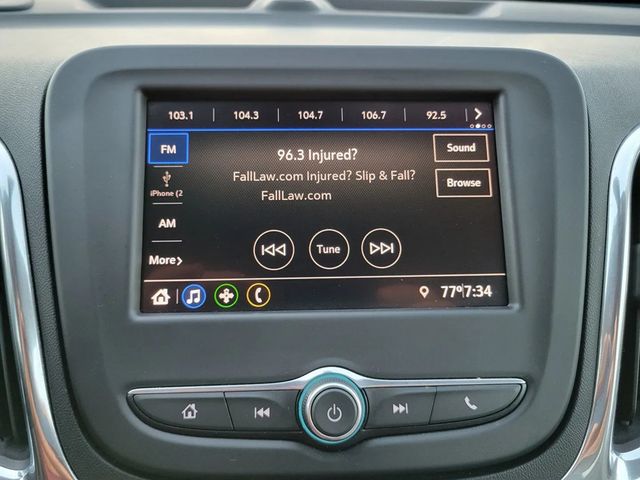 103.1 104.3 104.7 106.7 92.5
FM
96.3 Injured?
Sound
FallLaw.com Injured? Slip & Fall?
FallLaw.com
iPhone (2
Browse
AM
Tune
More
77° 7:34